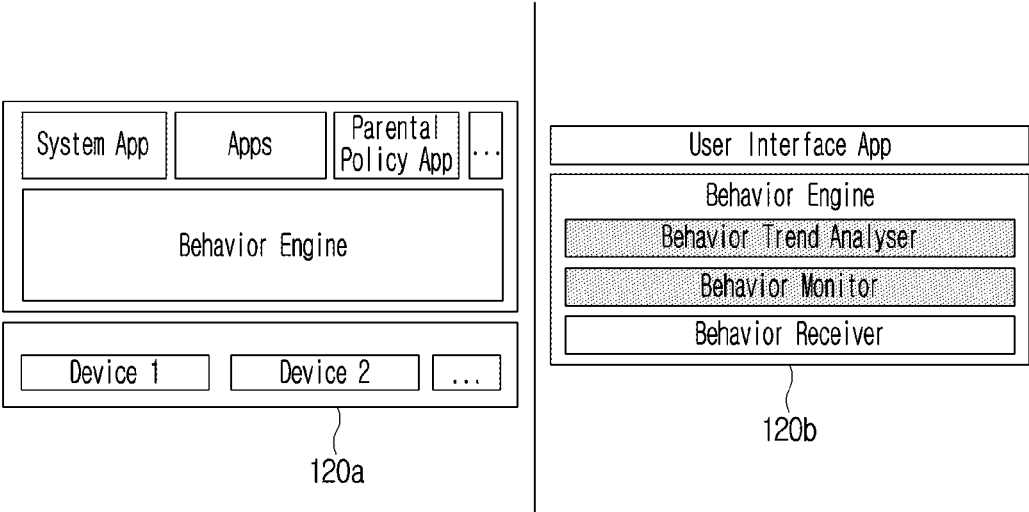 System App
Apps
Parental
Policy App
...
Behavior Engine
Device 1
Device 2
...
120a
User Interface App
Behavior Engine
Behavior Trend Analyser
Behavior Monitor
Behavior Receiver
120b